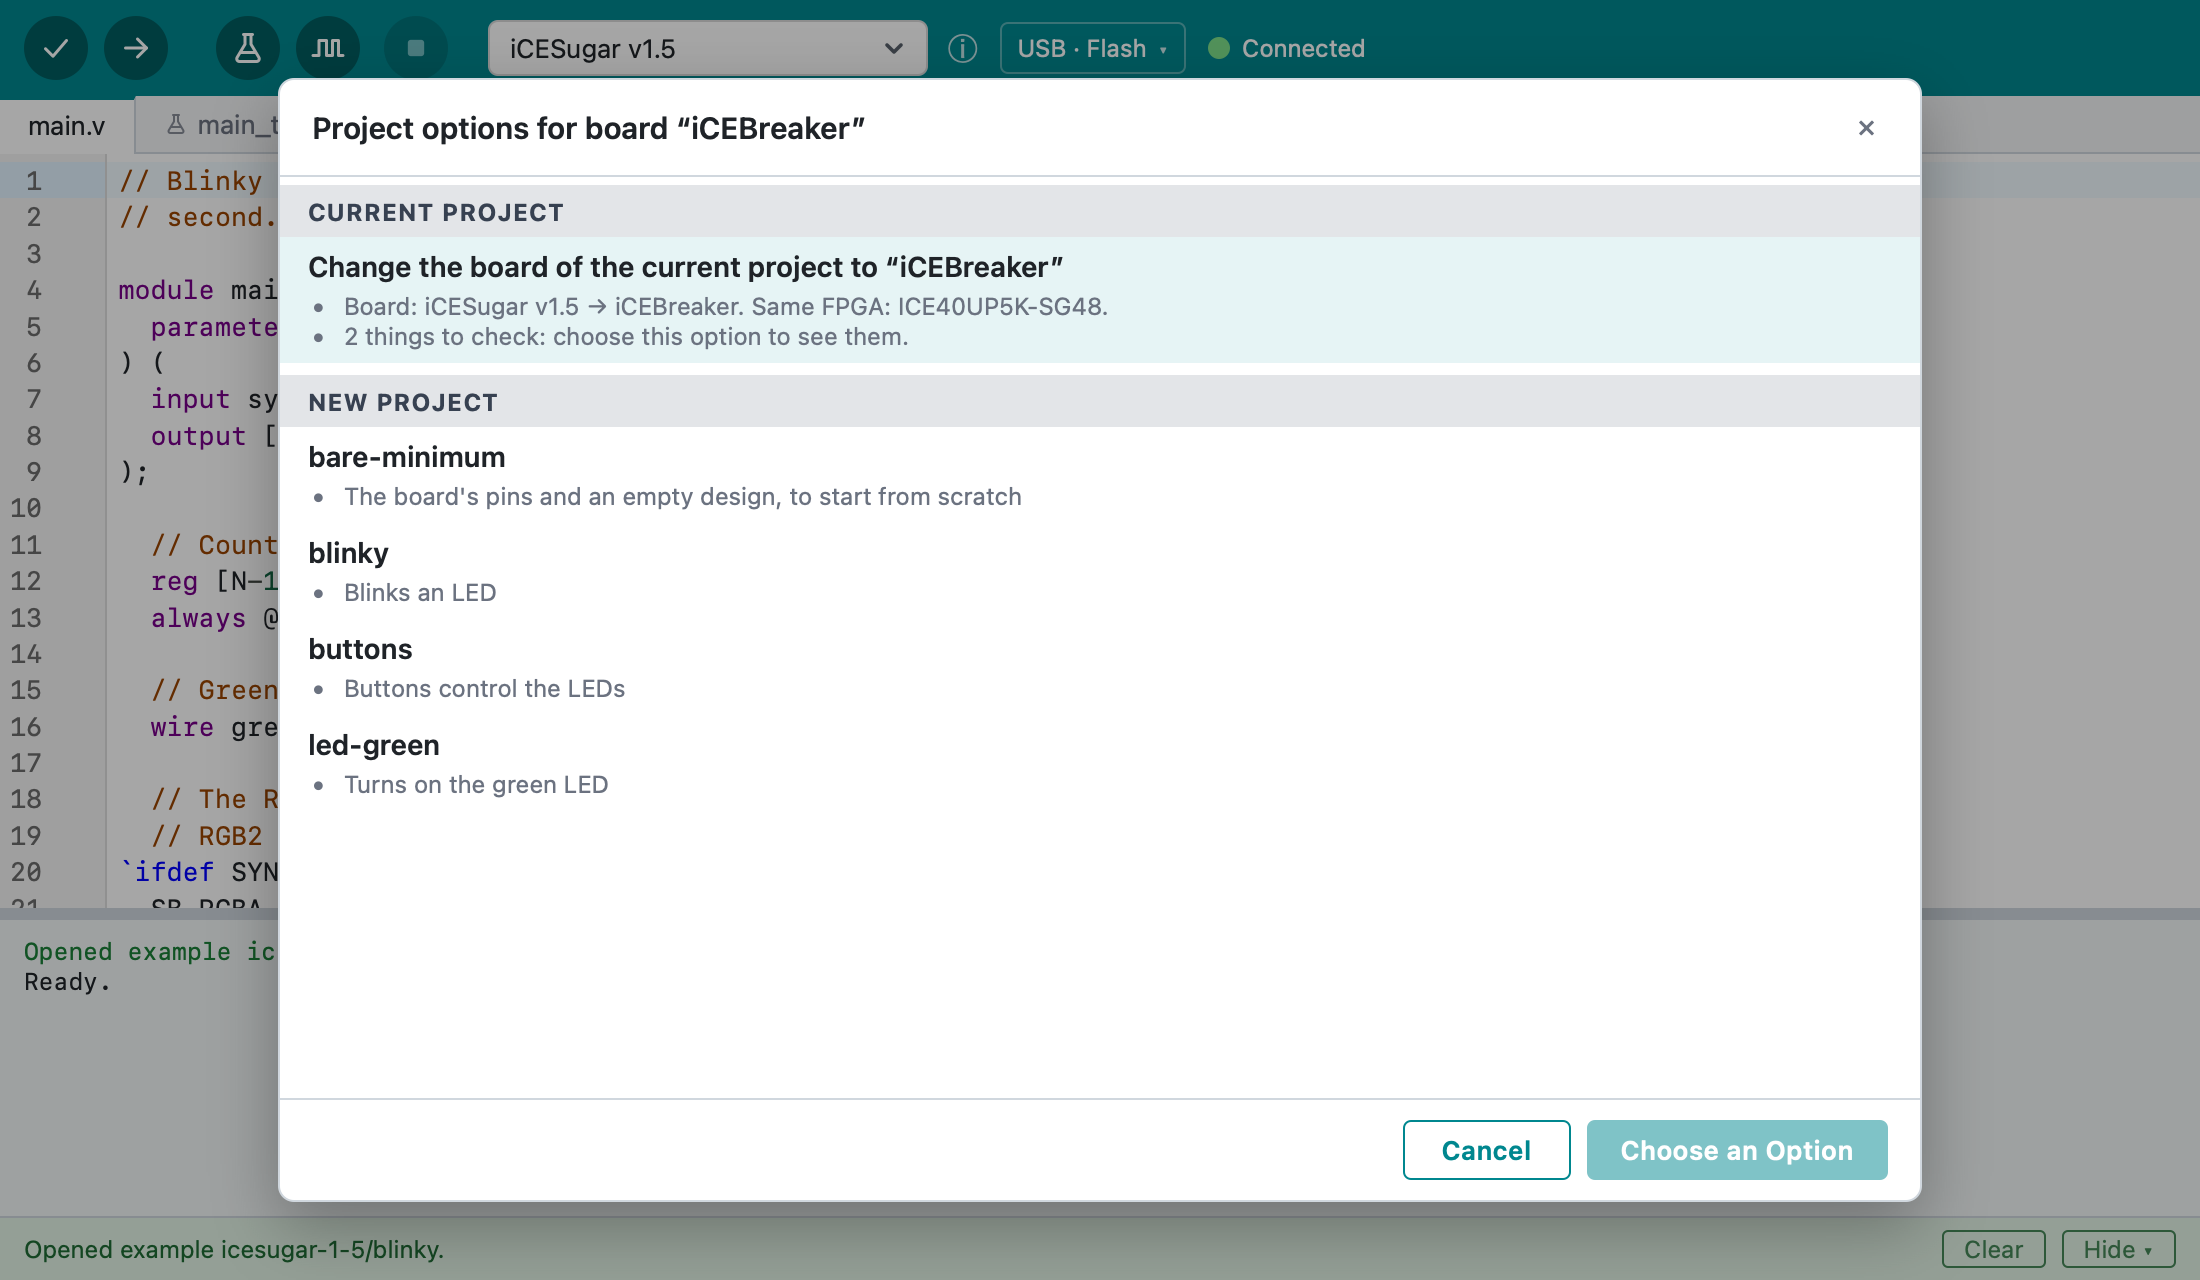 iCESugar v1.5
USB · Flash ▾
Connected
main.v
main_t
Project options for board “iCEBreaker”
CURRENT PROJECT
Change the board of the current project to “iCEBreaker”
• Board: iCESugar v1.5 → iCEBreaker. Same FPGA: ICE40UP5K-SG48.
• 2 things to check: choose this option to see them.
NEW PROJECT
bare-minimum
• The board's pins and an empty design, to start from scratch
blinky
• Blinks an LED
buttons
• Buttons control the LEDs
led-green
• Turns on the green LED
Cancel
Choose an Option
1 // Blinky
2 // second.
3
4 module mai
5 paramete
6 ) (
7 input sy
8 output [
9 );
10
11 // Count
12 reg [N-1
13 always @
14
15 // Green
16 wire gre
17
18 // The R
19 // RGB2
20 `ifdef SYN
21 SB_RGBA
Opened example ic
Ready.
Opened example icesugar-1-5/blinky.
Clear
Hide ▾